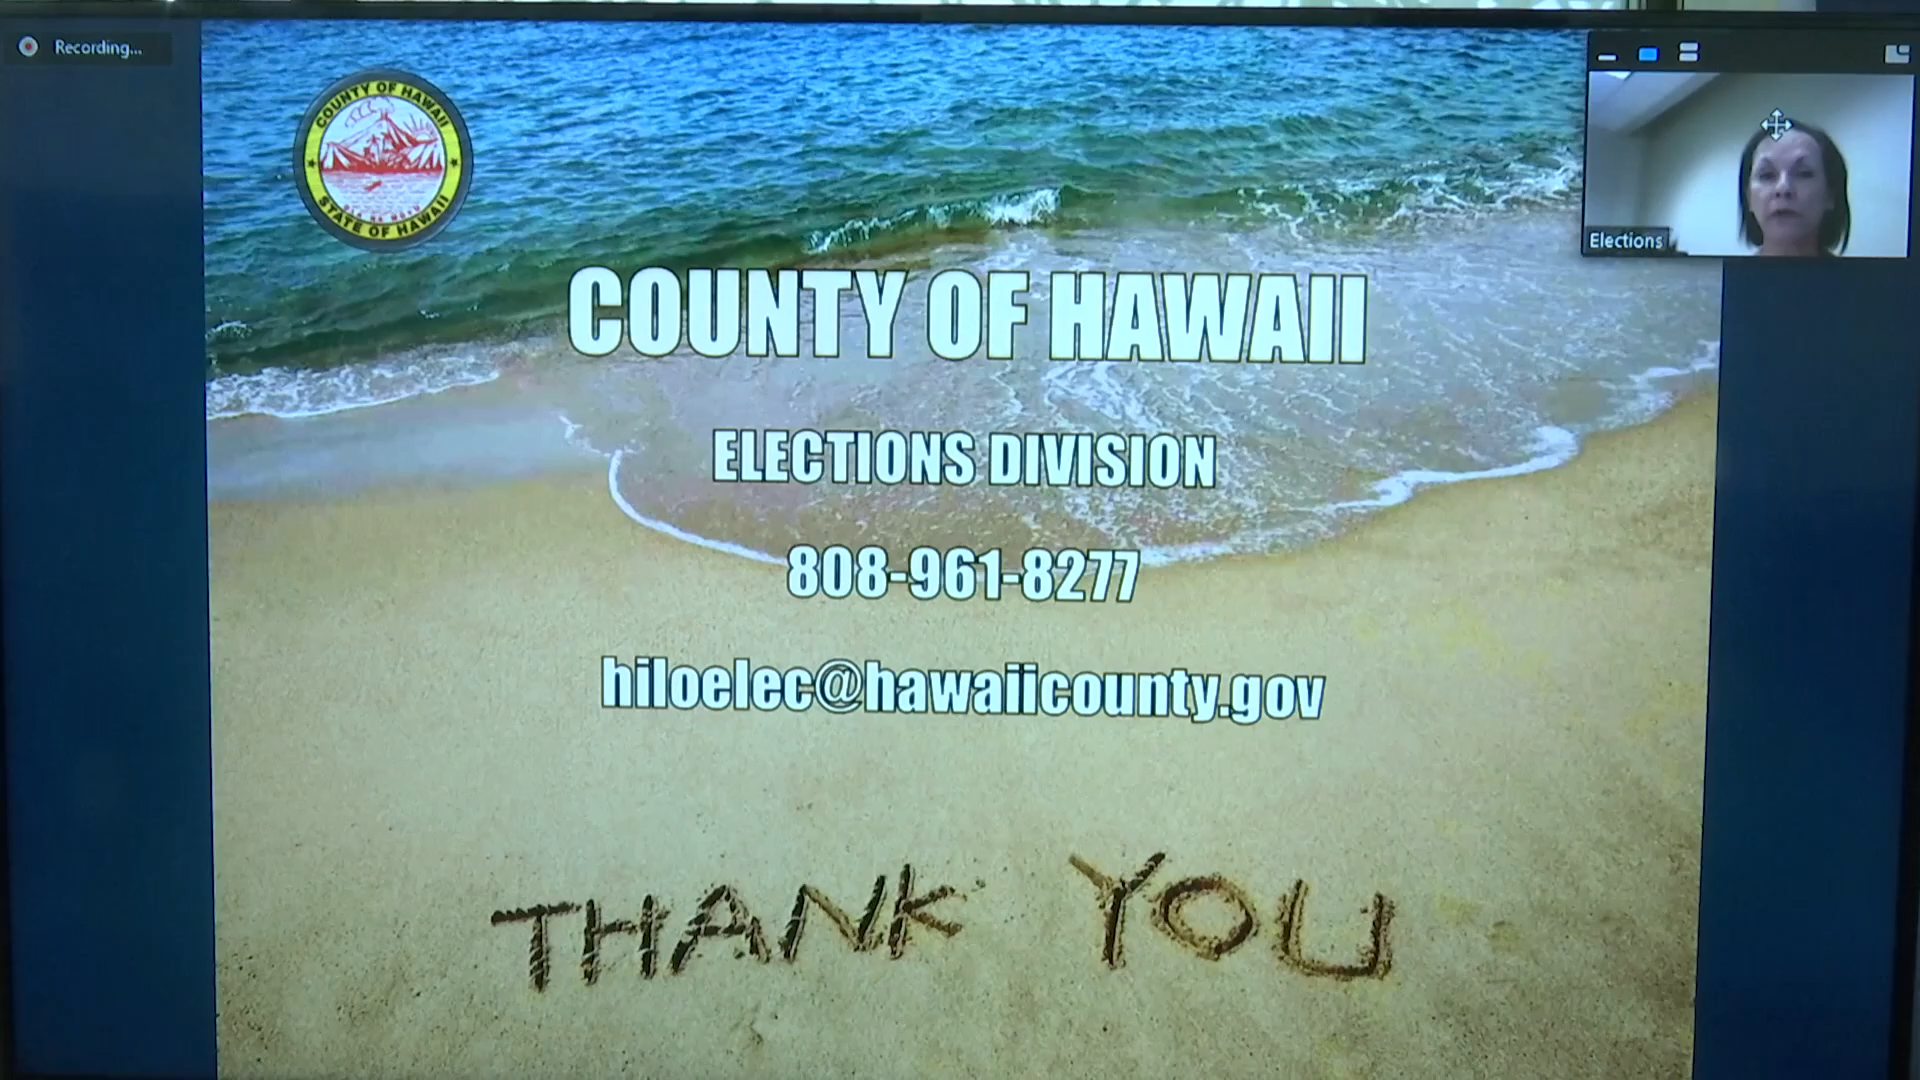 Recording...
COUNTY OF HAWAII
STATE OF HAWAII
Elections
COUNTY OF HAWAII
ELECTIONS DIVISION
808-961-8277
hiloelec@hawaiicounty.gov
THANK YOU